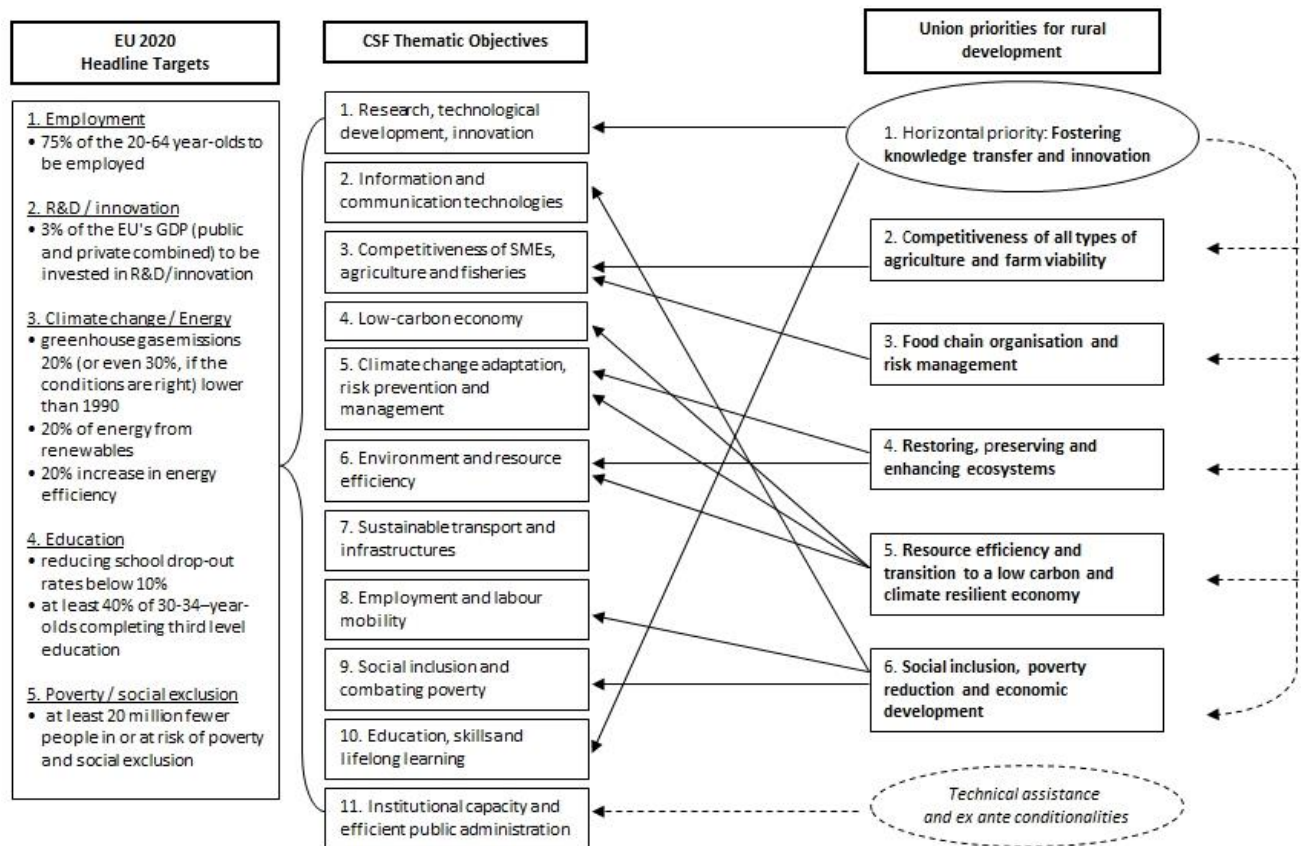 EU 2020
Headline Targets
1. Employment
• 75% of the 20-64 year-olds to
be employed
2. R&D / innovation
• 3% of the EU's GDP (public
and private combined) to be
invested in R&D/innovation
3. Climate change / Energy
• greenhouse gas emissions
20% (or even 30%, if the
conditions are right) lower
than 1990
• 20% of energy from
renewables
• 20% increase in energy
efficiency
4. Education
• reducing school drop-out
rates below 10%
• at least 40% of 30-34–year-
olds completing third level
education
5. Poverty / social exclusion
• at least 20 million fewer
people in or at risk of poverty
and social exclusion
CSF Thematic Objectives
1. Research, technological
development, innovation
2. Information and
communication technologies
3. Competitiveness of SMEs,
agriculture and fisheries
4. Low-carbon economy
5. Climate change adaptation,
risk prevention and
management
6. Environment and resource
efficiency
7. Sustainable transport and
infrastructures
8. Employment and labour
mobility
9. Social inclusion and
combating poverty
10. Education, skills and
lifelong learning
11. Institutional capacity and
efficient public administration
Union priorities for rural
development
1. Horizontal priority: Fostering
knowledge transfer and innovation
2. Competitiveness of all types of
agriculture and farm viability
3. Food chain organisation and
risk management
4. Restoring, preserving and
enhancing ecosystems
5. Resource efficiency and
transition to a low carbon and
climate resilient economy
6. Social inclusion, poverty
reduction and economic
development
Technical assistance
and ex ante conditionalities